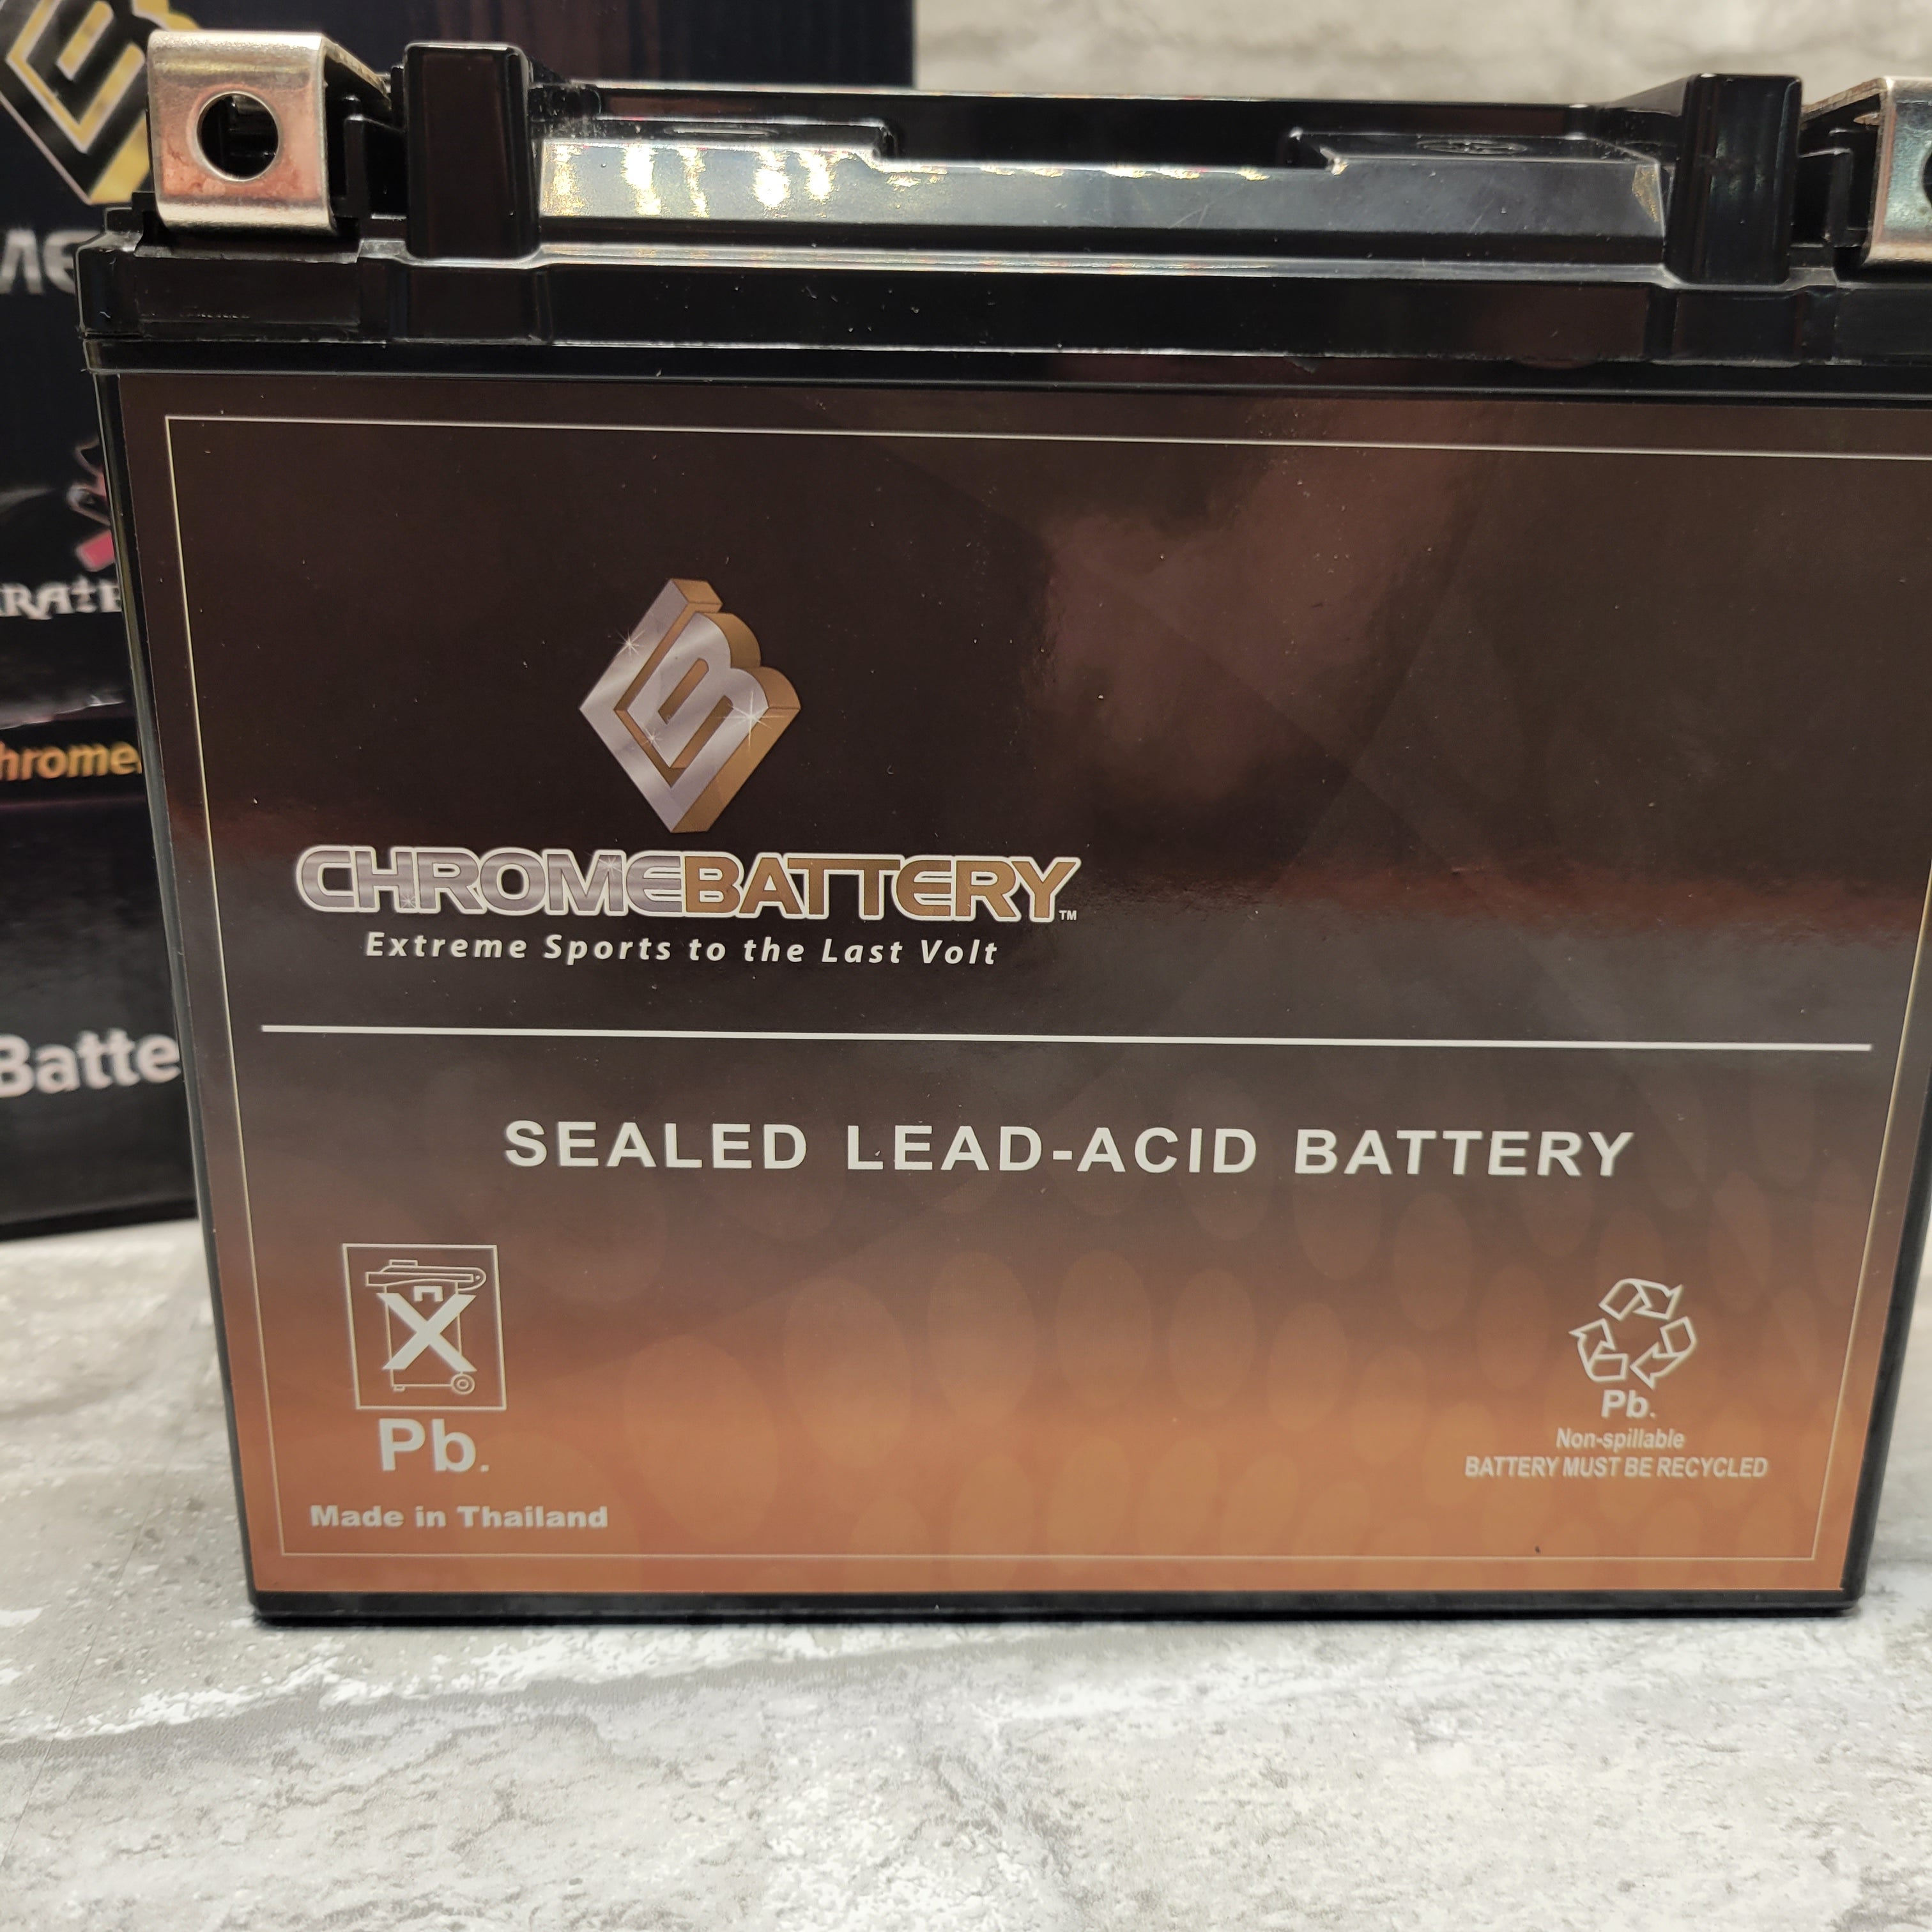 CHROMEBATTERY™
Extreme Sports to the Last Volt
SEALED LEAD-ACID BATTERY
Pb.
Made in Thailand
Pb.
Non-spillable
BATTERY MUST BE RECYCLED